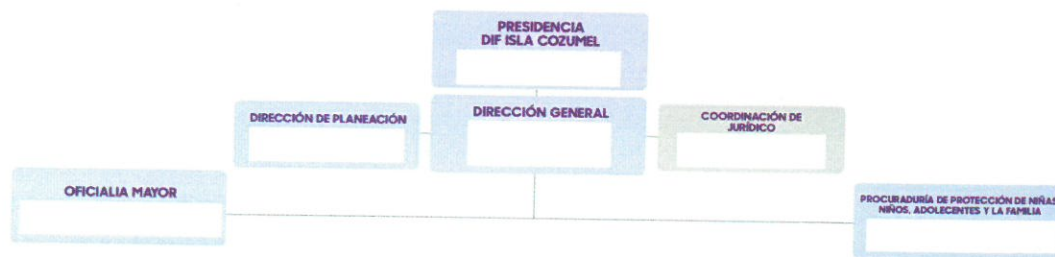 PRESIDENCIA
DIF ISLA COZUMEL
DIRECCIÓN DE PLANEACIÓN
DIRECCIÓN GENERAL
COORDINACIÓN DE
JURÍDICO
OFICIALIA MAYOR
PROCURADURÍA DE PROTECCIÓN DE NIÑAS
NIÑOS, ADOLECENTES Y LA FAMILIA